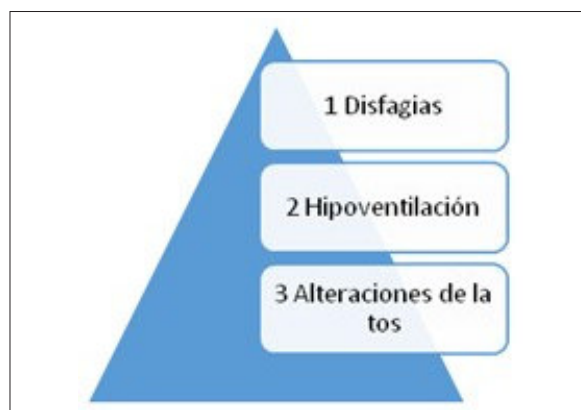 1 Disfagias
2 Hipoventilación
3 Alteraciones de la
tos